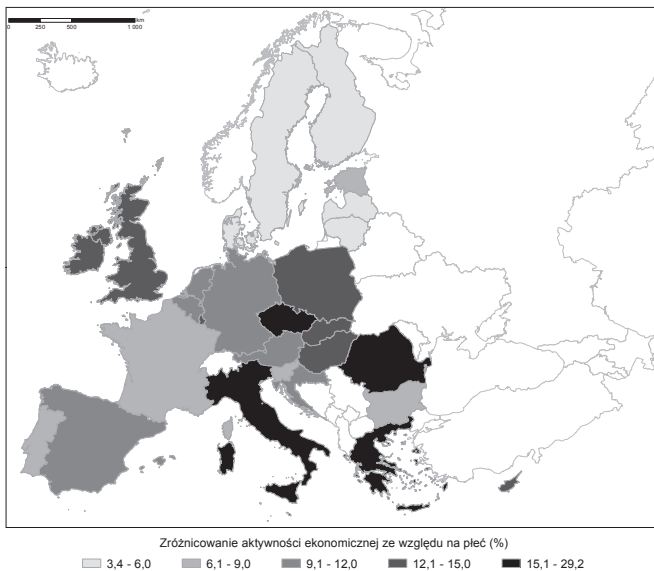 km
0 250 500 1 000
Zróżnicowanie aktywności ekonomicznej ze względu na płeć (%)
3,4 - 6,0 6,1 - 9,0 9,1 - 12,0 12,1 - 15,0 15,1 - 29,2